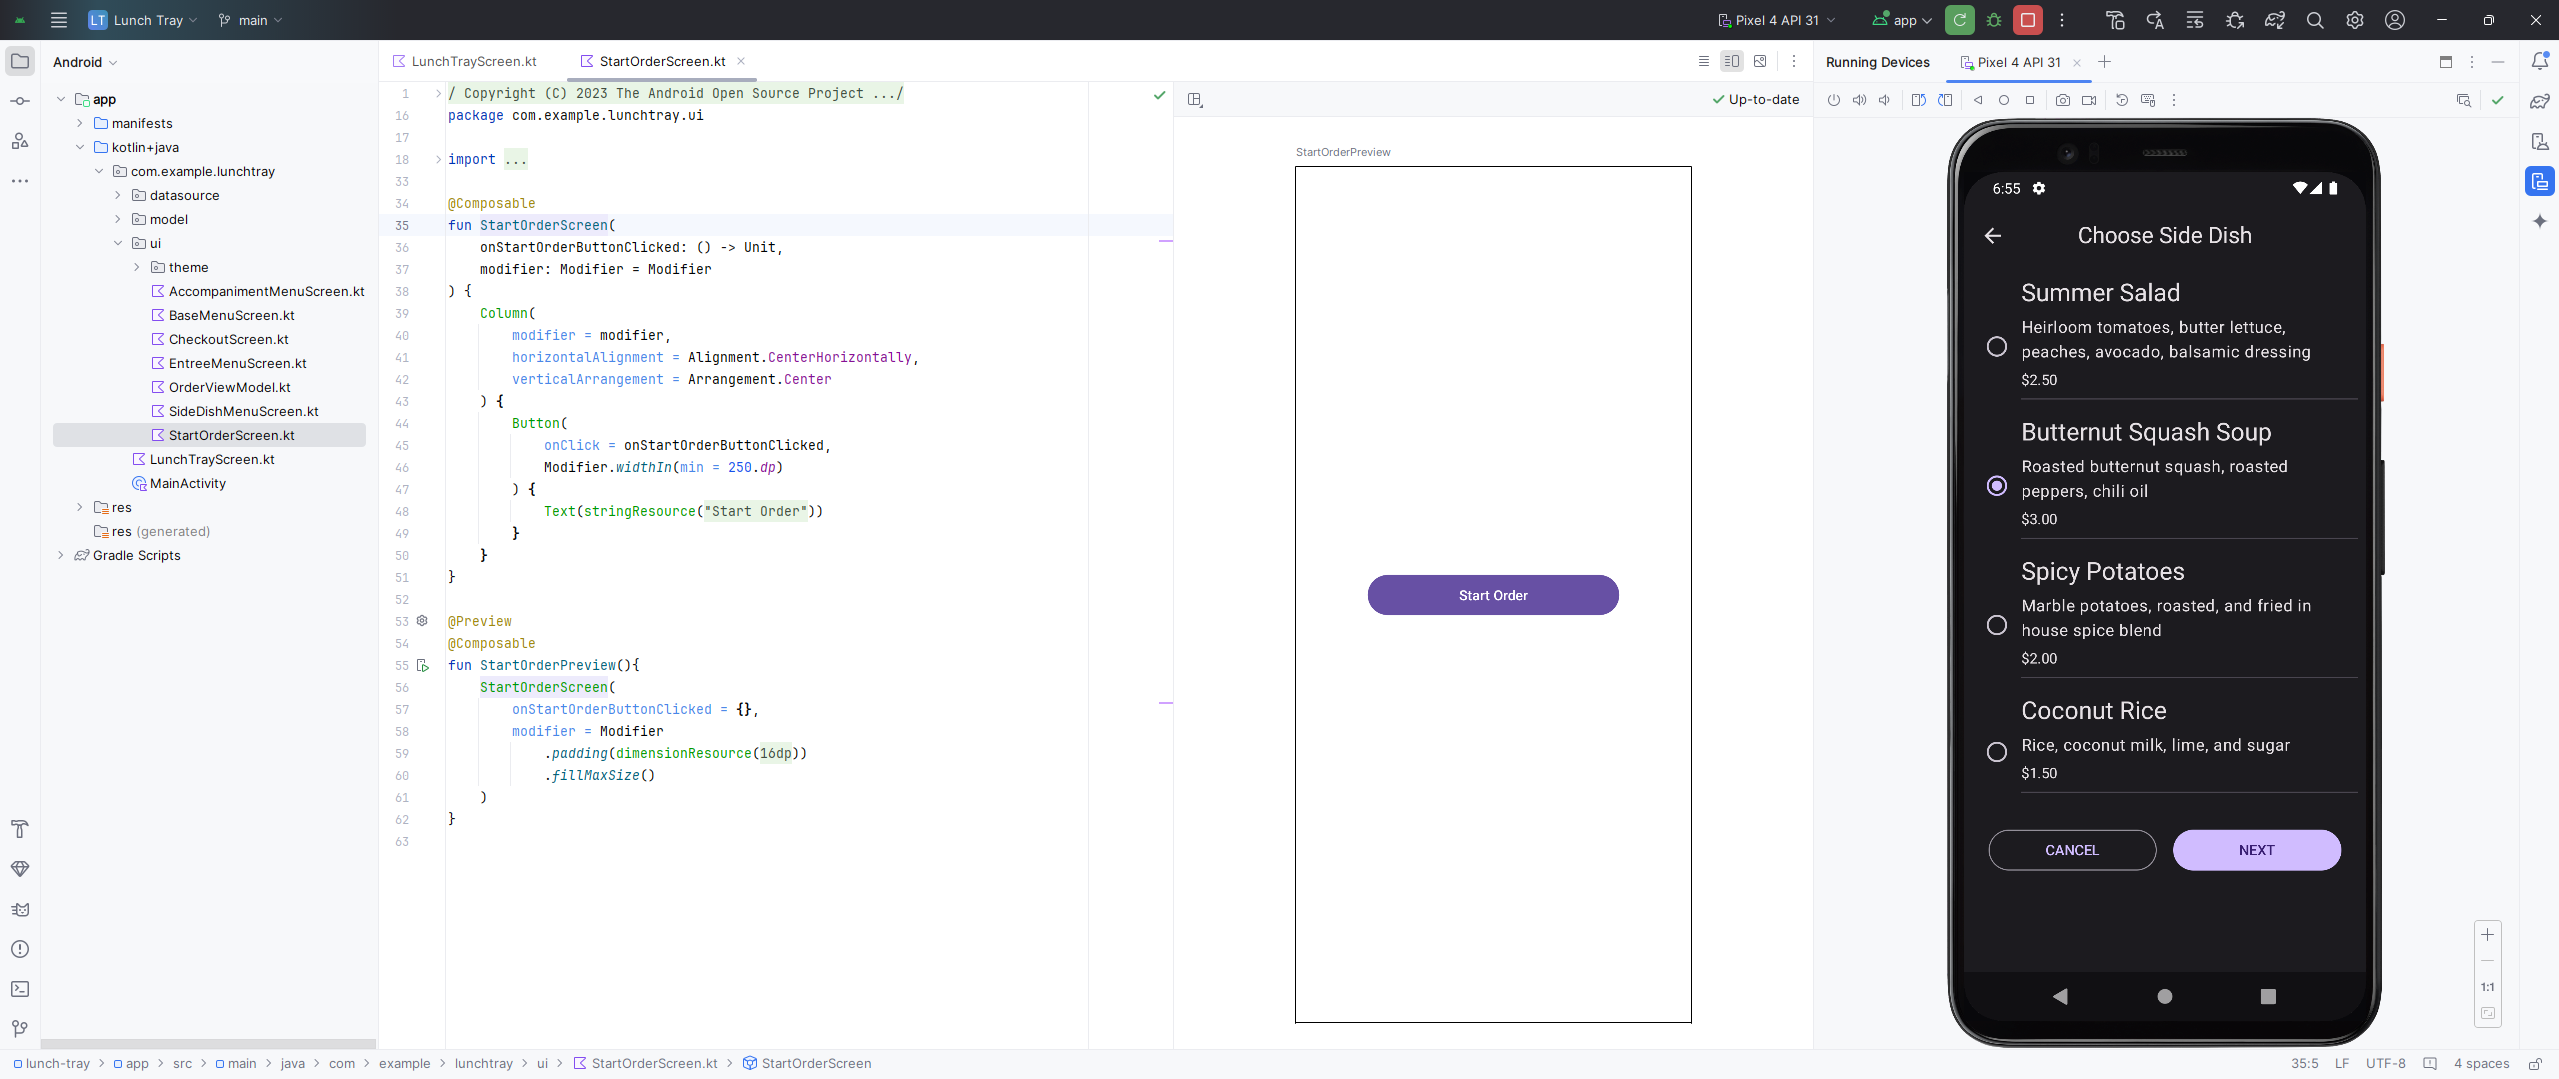 LT Lunch Tray main Pixel 4 API 31 app
Android
app
manifests
kotlin+java
com.example.lunchtray
datasource
model
ui
theme
AccompanimentMenuScreen.kt
BaseMenuScreen.kt
CheckoutScreen.kt
EntreeMenuScreen.kt
OrderViewModel.kt
SideDishMenuScreen.kt
StartOrderScreen.kt
LunchTrayScreen.kt
MainActivity
res
res (generated)
Gradle Scripts
LunchTrayScreen.kt StartOrderScreen.kt
1 / Copyright (C) 2023 The Android Open Source Project .../
16 package com.example.lunchtray.ui
17
18 import ...
33
34 @Composable
35 fun StartOrderScreen(
36 onStartOrderButtonClicked: () -> Unit,
37 modifier: Modifier = Modifier
38 ) {
39 Column(
40 modifier = modifier,
41 horizontalAlignment = Alignment.CenterHorizontally,
42 verticalArrangement = Arrangement.Center
43 ) {
44 Button(
45 onClick = onStartOrderButtonClicked,
46 Modifier.widthIn(min = 250.dp)
47 ) {
48 Text(stringResource("Start Order"))
49 }
50 }
51 }
52
53 @Preview
54 @Composable
55 fun StartOrderPreview(){
56 StartOrderScreen(
57 onStartOrderButtonClicked = {},
58 modifier = Modifier
59 .padding(dimensionResource(16dp))
60 .fillMaxSize()
61 )
62 }
63
Up-to-date
StartOrderPreview
Start Order
Running Devices Pixel 4 API 31
6:55
Choose Side Dish
Summer Salad
Heirloom tomatoes, butter lettuce,
peaches, avocado, balsamic dressing
$2.50
Butternut Squash Soup
Roasted butternut squash, roasted
peppers, chili oil
$3.00
Spicy Potatoes
Marble potatoes, roasted, and fried in
house spice blend
$2.00
Coconut Rice
Rice, coconut milk, lime, and sugar
$1.50
CANCEL NEXT
1:1
lunch-tray > app > src > main > java > com > example > lunchtray > ui > StartOrderScreen.kt > StartOrderScreen
35:5 LF UTF-8 4 spaces